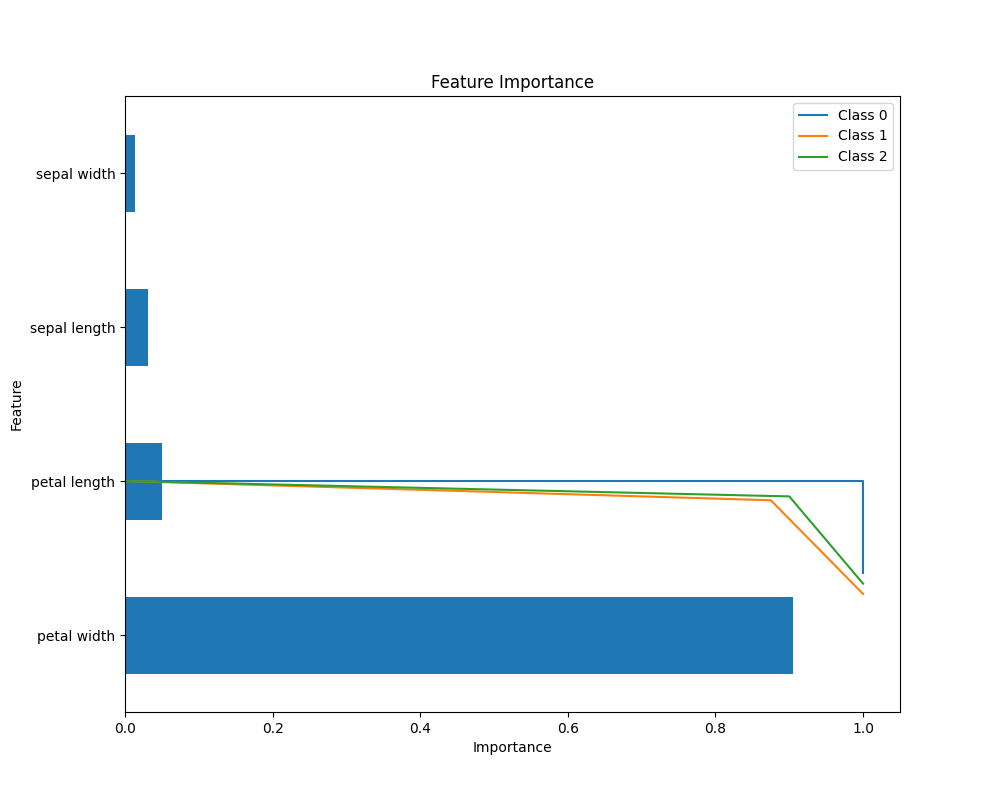 Feature Importance
Class 0
Class 1
Class 2
sepal width
sepal length
petal length
petal width
Feature
0.0 0.2 0.4 0.6 0.8 1.0
Importance